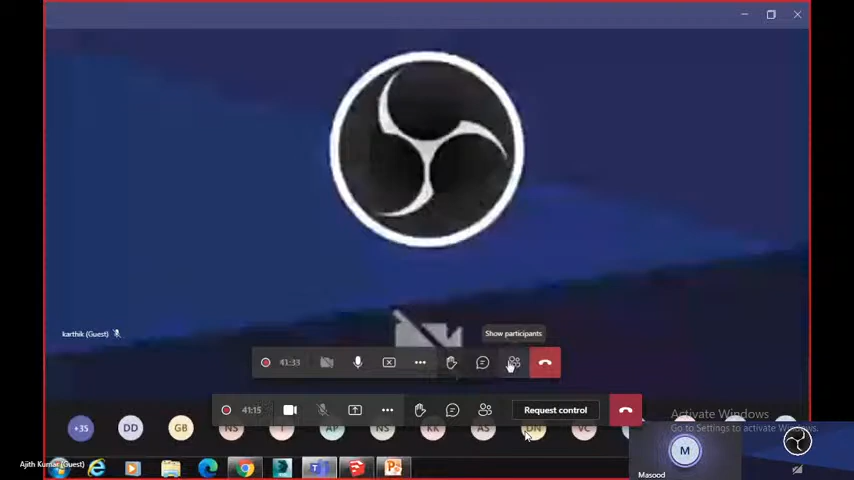 karthik (Guest)
Show participants
41:33
41:15
Request control
Activate Windows
Go to Settings to activate Windows.
+35
DD
GB
NS
T
AP
NS
KK
AS
DN
VC
M
Ajith Kumar (Guest)
Masood